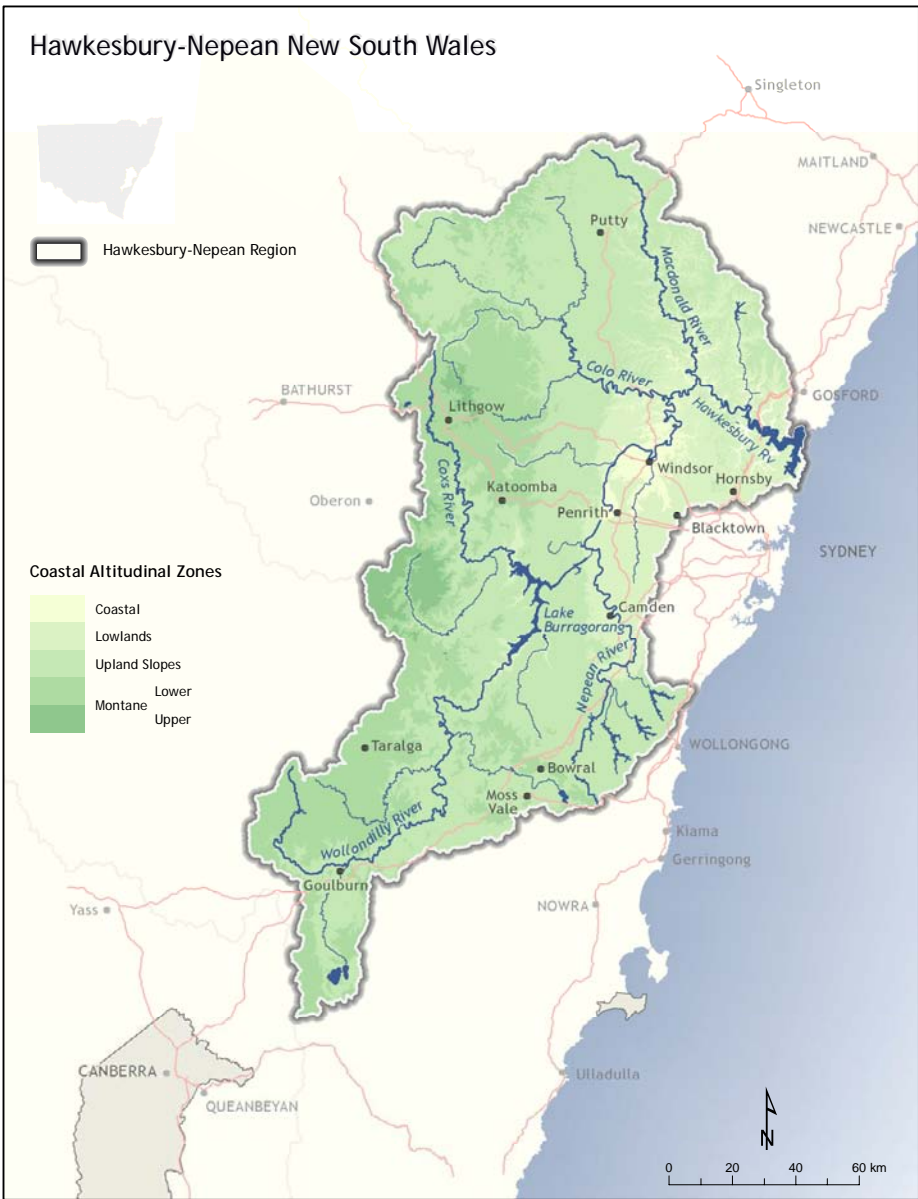 Hawkesbury-Nepean New South Wales
Singleton
MAITLAND
Hawkesbury-Nepean Region
Putty
NEWCASTLE
Macdonald River
Colo River
BATHURST
GOSFORD
Lithgow
Hawkesbury Rv
Windsor
Hornsby
Coxs River
Katoomba
Oberon
Penrith
Blacktown
SYDNEY
Coastal Altitudinal Zones
Coastal
Lowlands
Upland Slopes
Lower
Montane
Upper
Camden
Lake
Burragorang
Nepean River
Taralga
WOLLONGONG
Bowral
Moss
Vale
Wollondilly River
Kiama
Gerringong
Goulburn
Yass
NOWRA
CANBERRA
Ulladulla
QUEANBEYAN
N
0 20 40 60 km